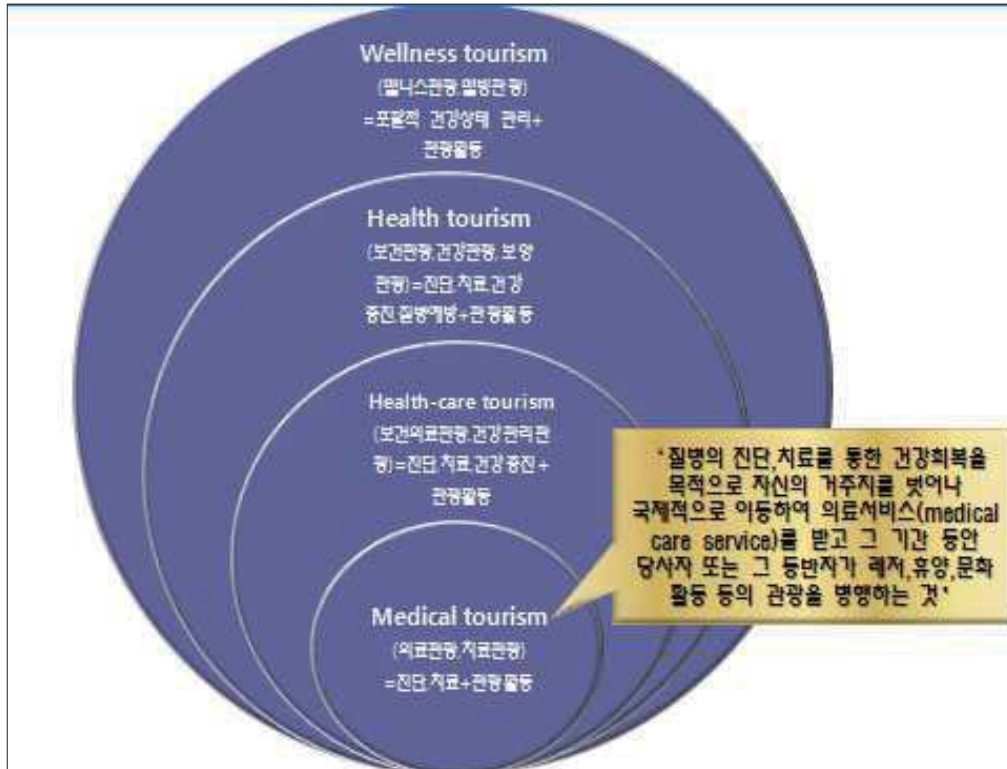 Wellness tourism
(웰니스관광,웰빙관광)
=포괄적 건강상태 관리+
관광활동
Health tourism
(보건관광,건강관광,보양
관광)=진단,치료,건강
증진,질병예방+관광활동
Health-care tourism
(보건의료관광,건강관리관
광)=진단,치료,건강증진+
관광활동
"질병의 진단,치료를 통한 건강회복을
목적으로 자신의 거주지를 벗어나
국제적으로 이동하여 의료서비스(medical
care service)를 받고 그 기간 동안
당사자 또는 그 동반자가 레저,휴양,문화
활동 등의 관광을 병행하는 것"
Medical tourism
(의료관광,치료관광)
=진단,치료+관광활동